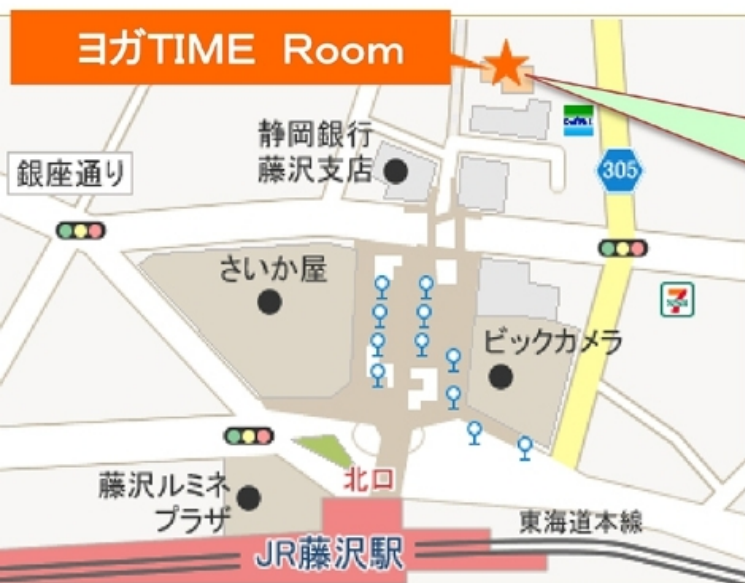 ヨガTIME Room
静岡銀行
藤沢支店
銀座通り
305
さいか屋
7
ビックカメラ
北口
藤沢ルミネ
プラザ
東海道本線
JR藤沢駅